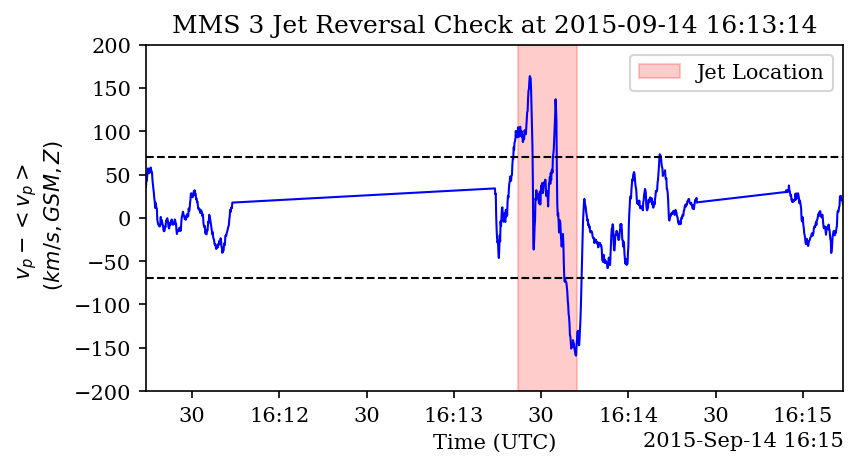 MMS 3 Jet Reversal Check at 2015-09-14 16:13:14
200
150
100
50
0
−50
−100
−150
−200
v_p − < v_p >
(km/s, GSM, Z)
Jet Location
30
16:12
30
16:13
30
16:14
30
16:15
Time (UTC)
2015-Sep-14 16:15